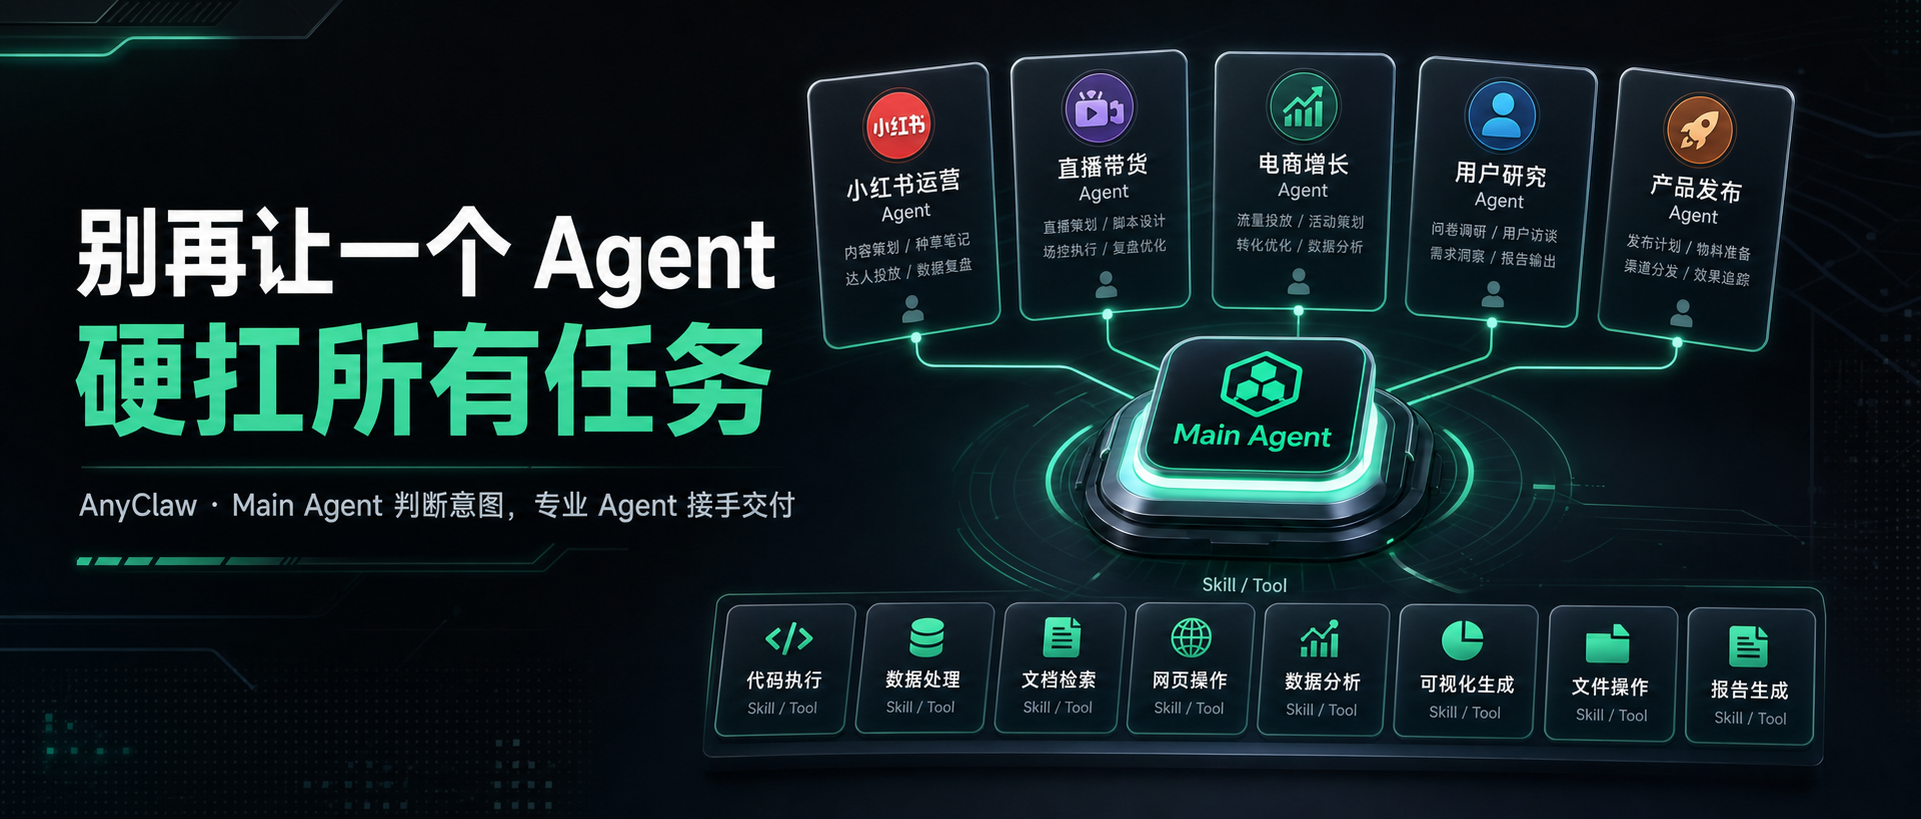 别再让一个 Agent
硬扛所有任务
AnyClaw · Main Agent 判断意图，专业 Agent 接手交付
小红书
小红书运营
Agent
内容策划 / 种草笔记
达人投放 / 数据复盘
直播带货
Agent
直播策划 / 脚本设计
场控执行 / 复盘优化
电商增长
Agent
流量投放 / 活动策划
转化优化 / 数据分析
用户研究
Agent
问卷调研 / 用户访谈
需求洞察 / 报告输出
产品发布
Agent
发布计划 / 物料准备
渠道分发 / 效果追踪
Main Agent
Skill / Tool
代码执行
Skill / Tool
数据处理
Skill / Tool
文档检索
Skill / Tool
网页操作
Skill / Tool
数据分析
Skill / Tool
可视化生成
Skill / Tool
文件操作
Skill / Tool
报告生成
Skill / Tool